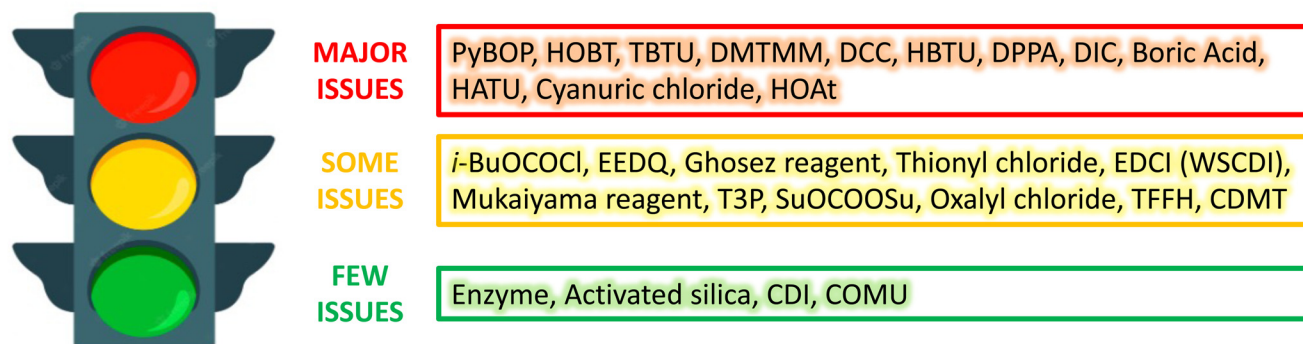 MAJOR
ISSUES
PyBOP, HOBT, TBTU, DMTMM, DCC, HBTU, DPPA, DIC, Boric Acid,
HATU, Cyanuric chloride, HOAt
SOME
ISSUES
i-BuOCOCl, EEDQ, Ghosez reagent, Thionyl chloride, EDCI (WSCDI),
Mukaiyama reagent, T3P, SuOCOOSu, Oxalyl chloride, TFFH, CDMT
FEW
ISSUES
Enzyme, Activated silica, CDI, COMU